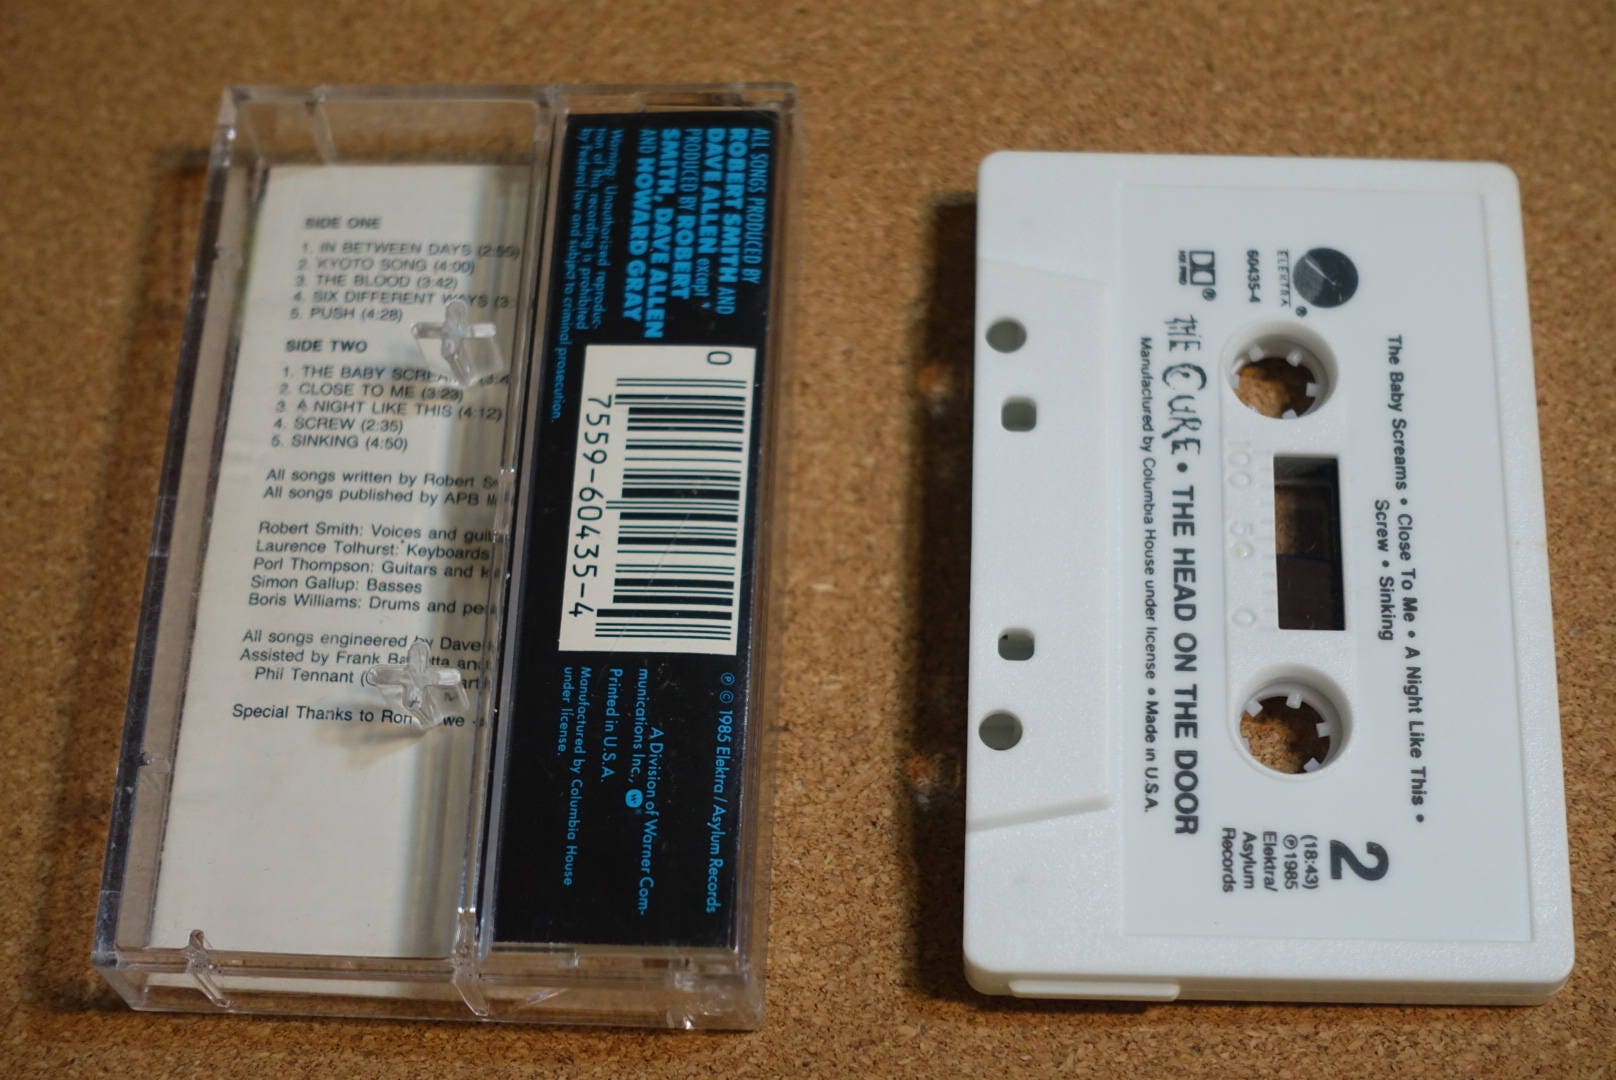 SIDE ONE
1. IN BETWEEN DAYS (2:55)
2. KYOTO SONG (4:00)
3. THE BLOOD (3:42)
4. SIX DIFFERENT WAYS (3:
5. PUSH (4:28)
SIDE TWO
1. THE BABY SCREAMS (3:4
2. CLOSE TO ME (3:23)
3. A NIGHT LIKE THIS (4:12)
4. SCREW (2:35)
5. SINKING (4:50)
All songs written by Robert
All songs published by APB
Robert Smith: Voices and
Laurence Tolhurst: Keyboards
Porl Thompson: Guitars and
Simon Gallup: Basses
Boris Williams: Drums and
All songs engineered by Dave
Assisted by Frank and
Phil Tennant
Special Thanks to Ron
ALL SONGS PRODUCED BY
ROBERT SMITH AND
DAVE ALLEN except *
PRODUCED BY ROBERT
SMITH, DAVE ALLEN
AND HOWARD GRAY
Warning: Unauthorized reproduc-
tion of this recording is prohibited
by federal law and subject to criminal prosecution.
0
7559-60435-4
℗ © 1985 Elektra/Asylum Records
A Division of Warner Com-
munications Inc.,
Printed in U.S.A.
Manufactured by Columbia House
under license.
The Baby Screams • Close To Me • A Night Like This •
Screw • Sinking
2
ELEKTRA ®
60435-4
®
100 50 0
(18:43)
℗1985
Elektra/
Asylum
Records
THE CURE • THE HEAD ON THE DOOR
Manufactured by Columbia House under license • Made in U.S.A.